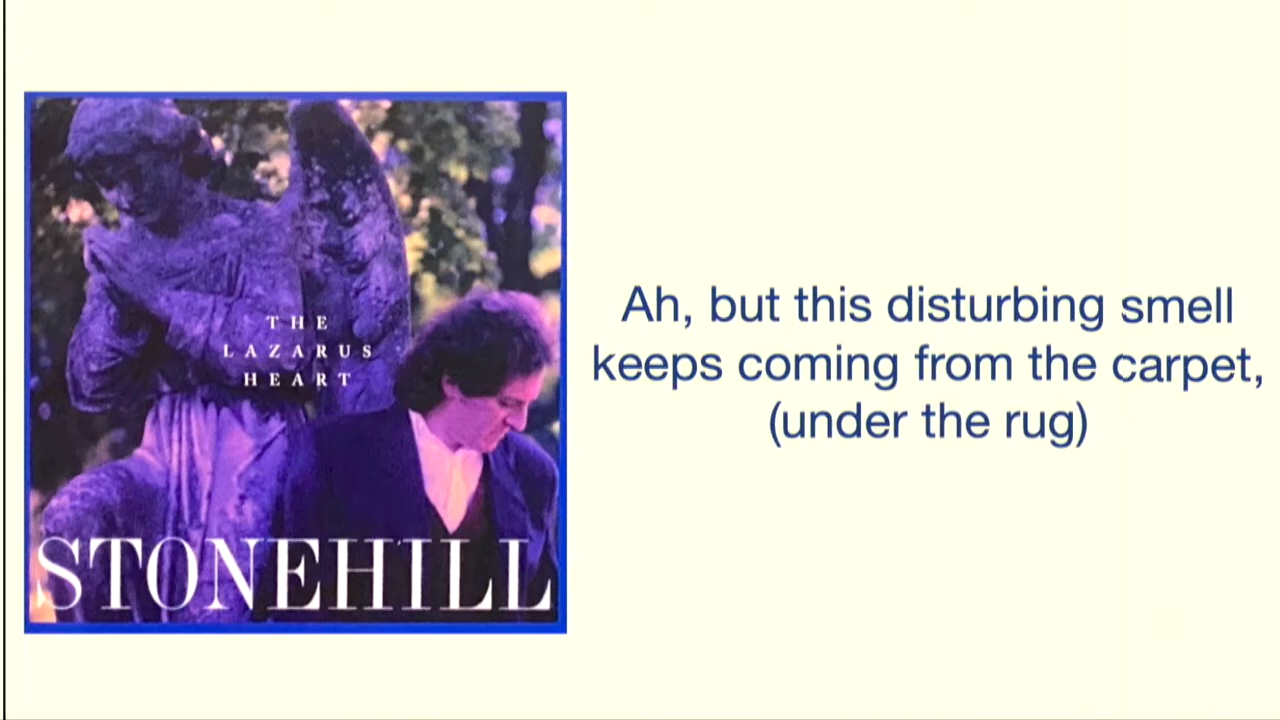 THE
LAZARUS
HEART
STONEHILL
Ah, but this disturbing smell
keeps coming from the carpet,
(under the rug)